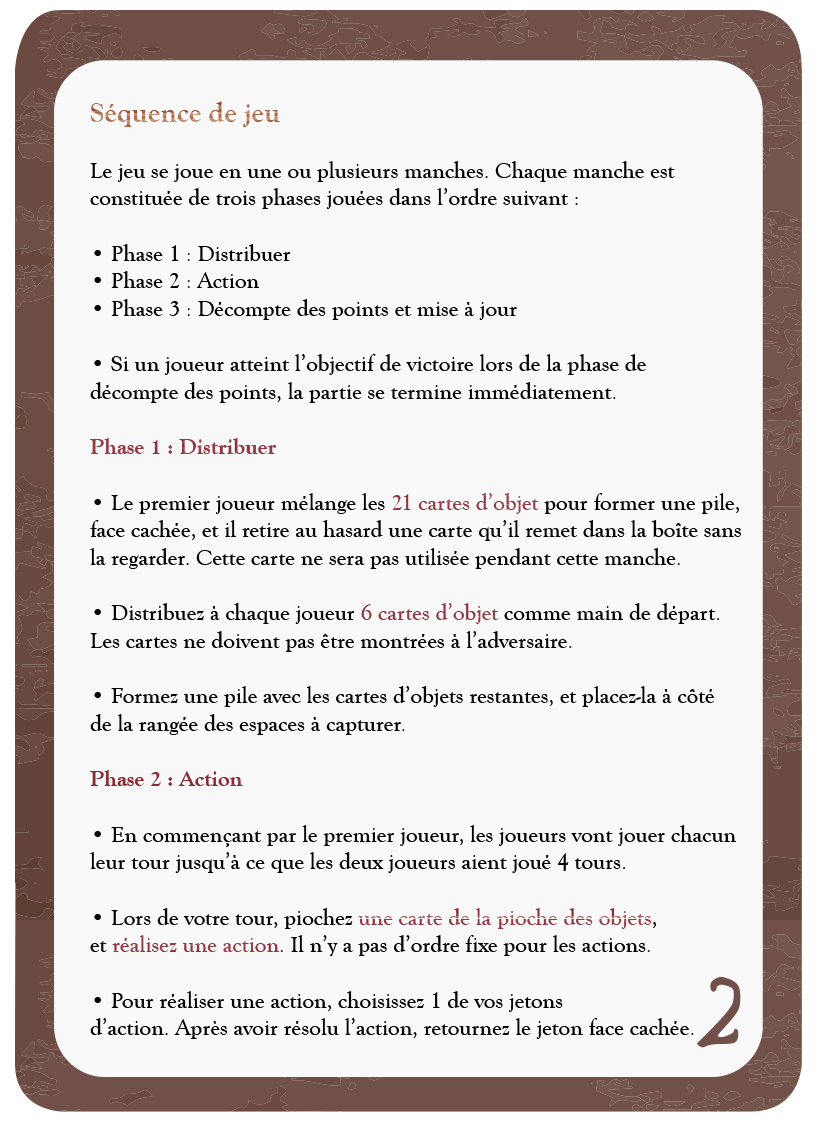 Séquence de jeu
Le jeu se joue en une ou plusieurs manches. Chaque manche est
constituée de trois phases jouées dans l'ordre suivant :
• Phase 1 : Distribuer
• Phase 2 : Action
• Phase 3 : Décompte des points et mise à jour
• Si un joueur atteint l'objectif de victoire lors de la phase de
décompte des points, la partie se termine immédiatement.
Phase 1 : Distribuer
• Le premier joueur mélange les 21 cartes d'objet pour former une pile,
face cachée, et il retire au hasard une carte qu'il remet dans la boîte sans
la regarder. Cette carte ne sera pas utilisée pendant cette manche.
• Distribuez à chaque joueur 6 cartes d'objet comme main de départ.
Les cartes ne doivent pas être montrées à l'adversaire.
• Formez une pile avec les cartes d'objets restantes, et placez-la à côté
de la rangée des espaces à capturer.
Phase 2 : Action
• En commençant par le premier joueur, les joueurs vont jouer chacun
leur tour jusqu'à ce que les deux joueurs aient joué 4 tours.
• Lors de votre tour, piochez une carte de la pioche des objets,
et réalisez une action. Il n'y a pas d'ordre fixe pour les actions.
• Pour réaliser une action, choisissez 1 de vos jetons
d'action. Après avoir résolu l'action, retournez le jeton face cachée.
2